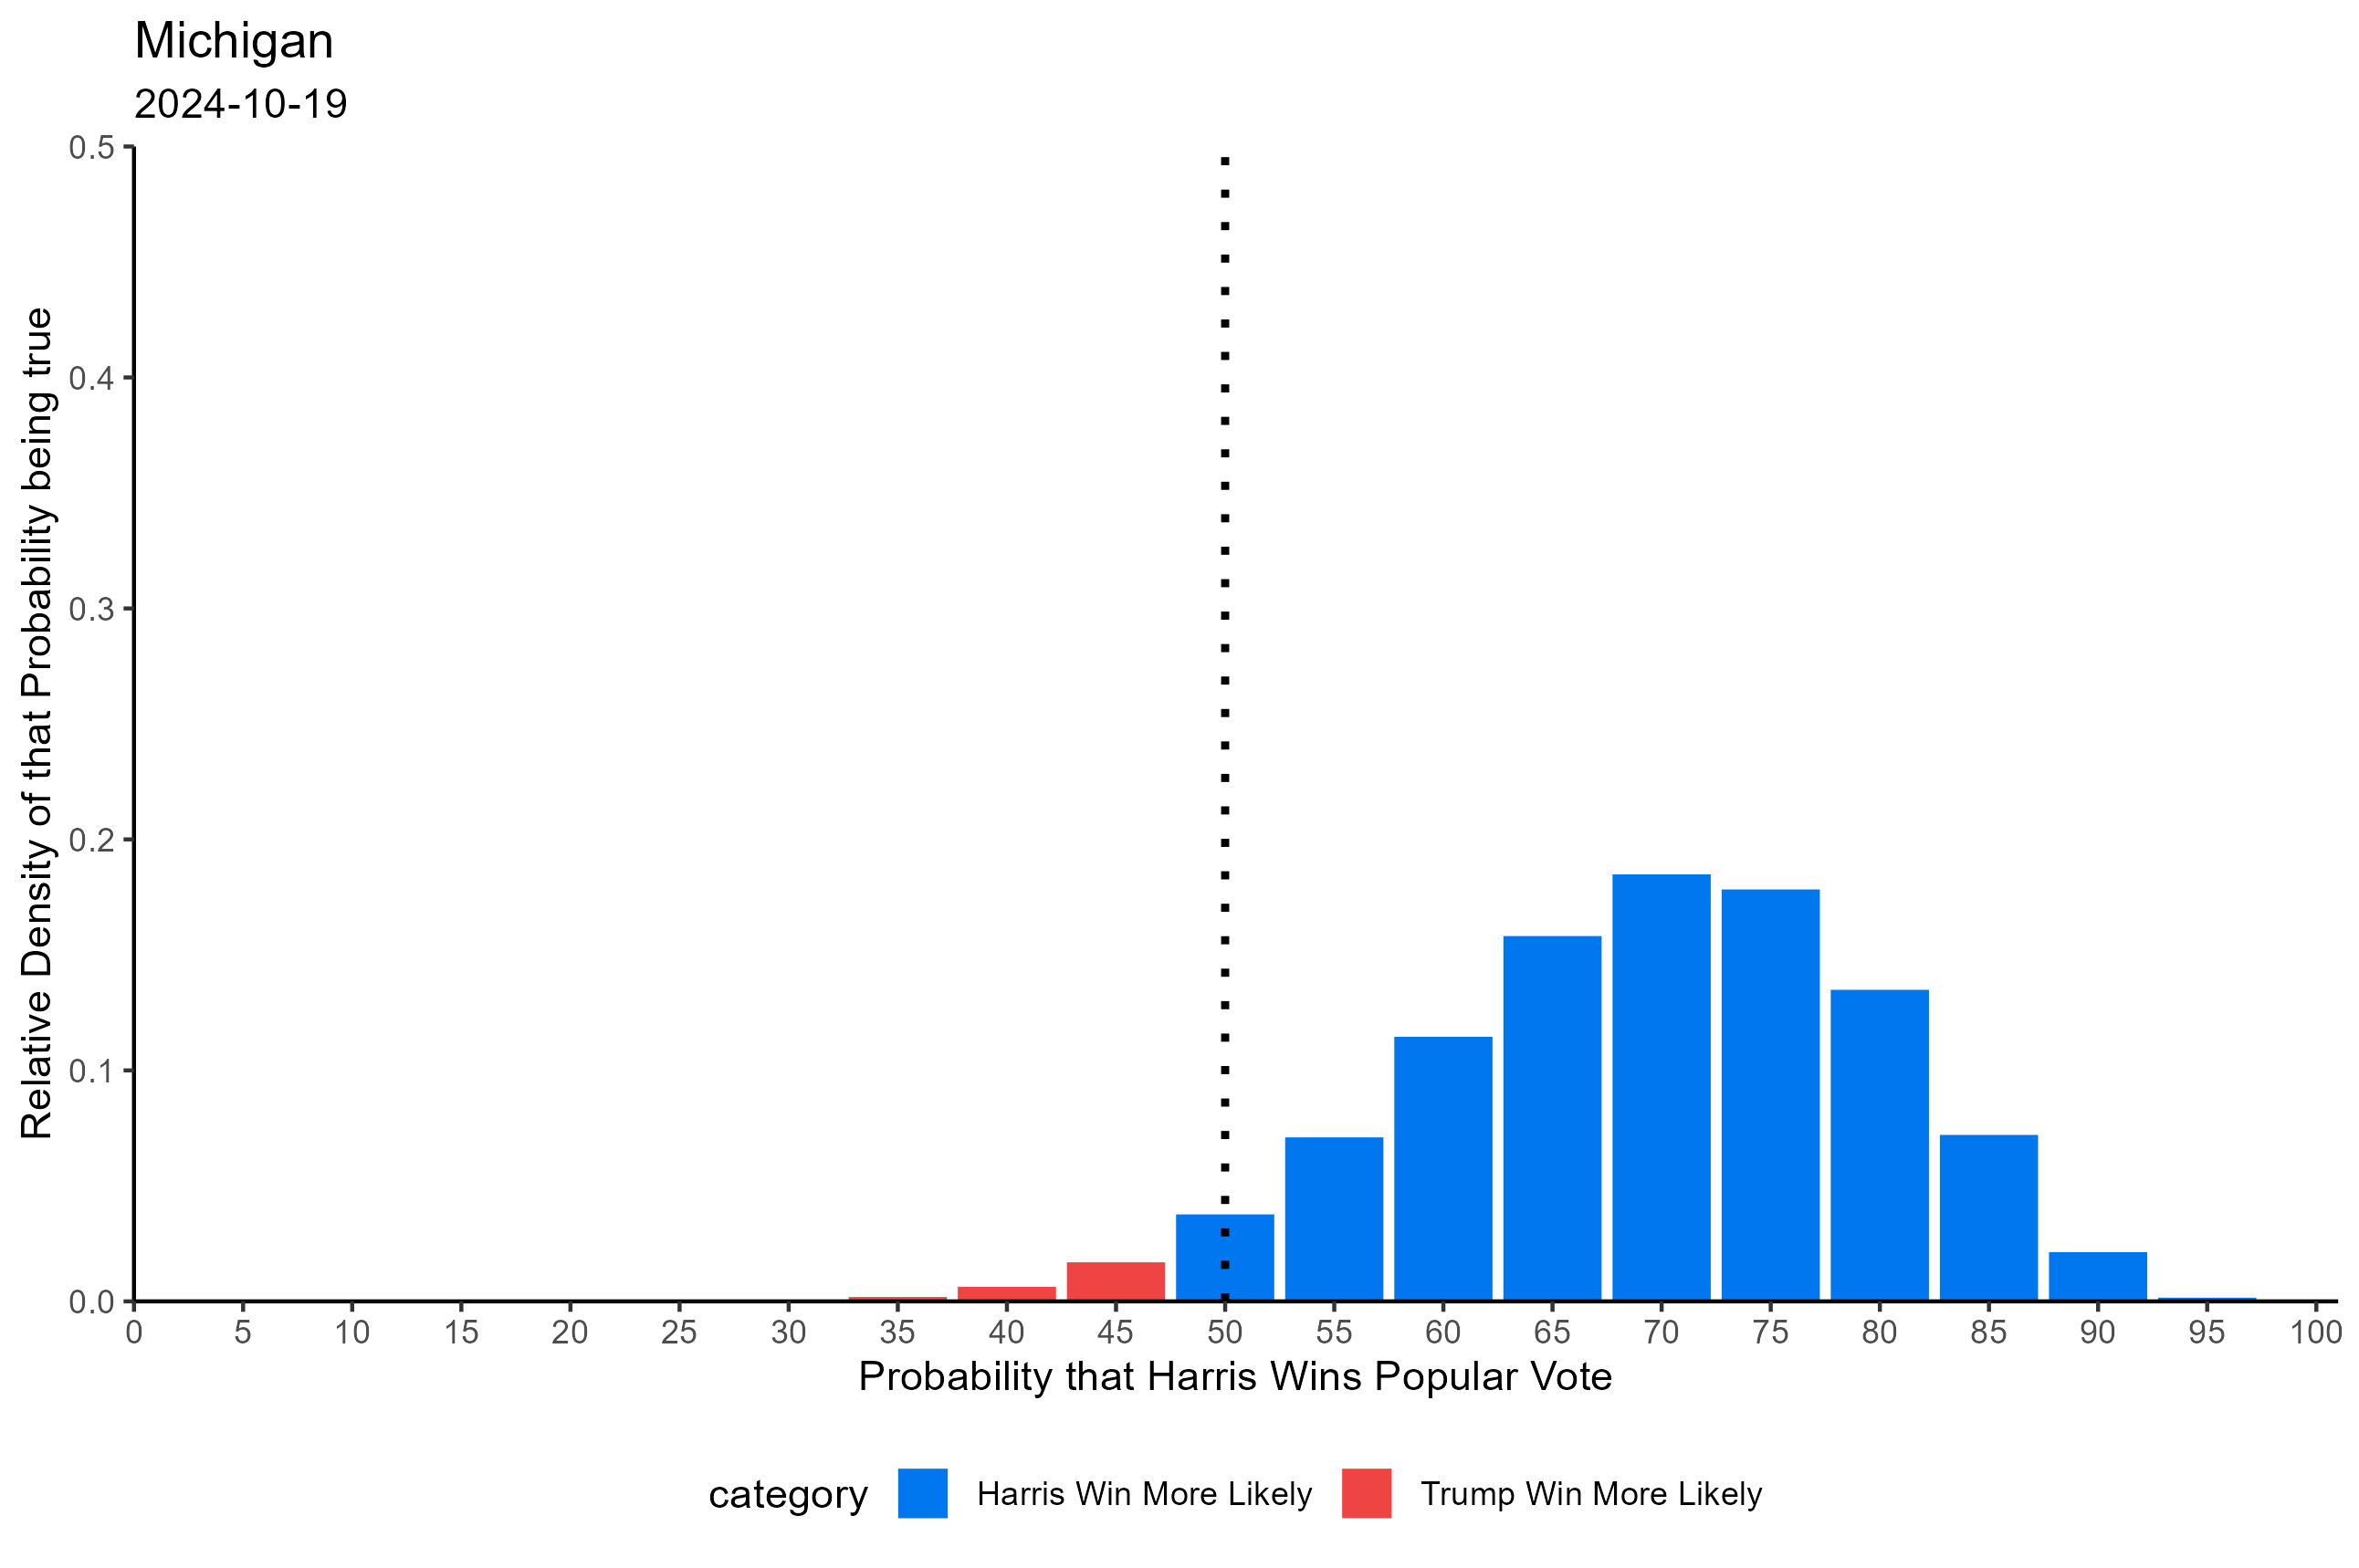 Michigan
2024-10-19
Relative Density of that Probability being true
0.5
0.4
0.3
0.2
0.1
0.0
0 5 10 15 20 25 30 35 40 45 50 55 60 65 70 75 80 85 90 95 100
Probability that Harris Wins Popular Vote
category Harris Win More Likely Trump Win More Likely